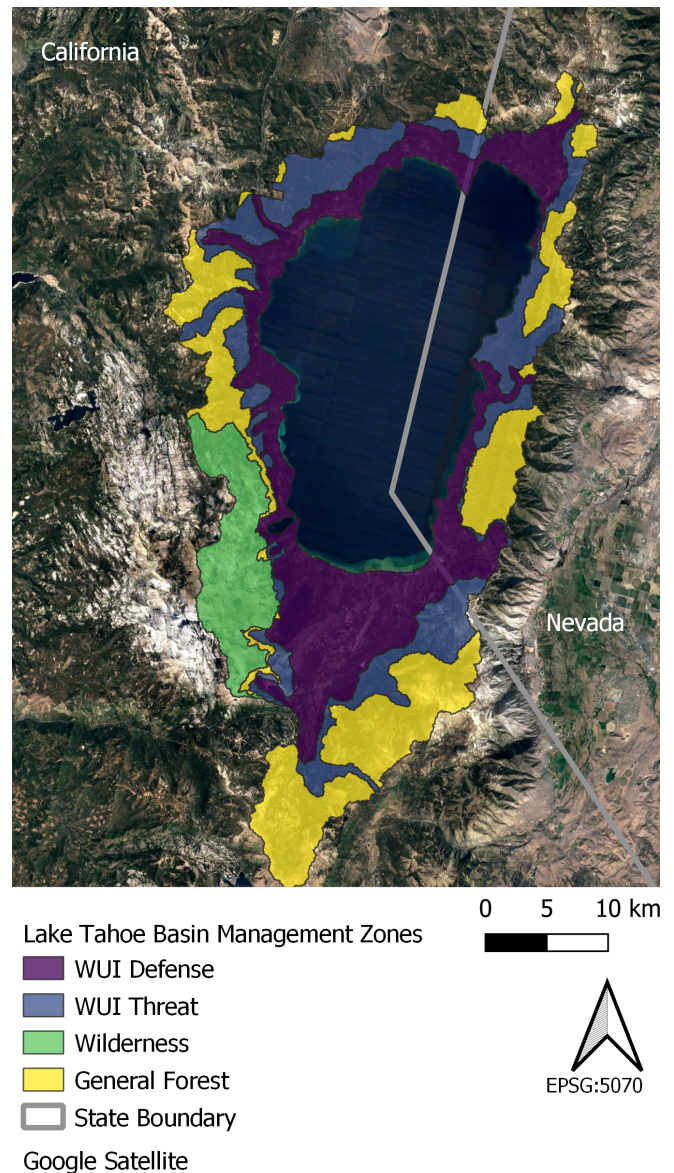 California
Nevada
0 5 10 km
Lake Tahoe Basin Management Zones
WUI Defense
WUI Threat
Wilderness
General Forest
State Boundary
EPSG:5070
Google Satellite